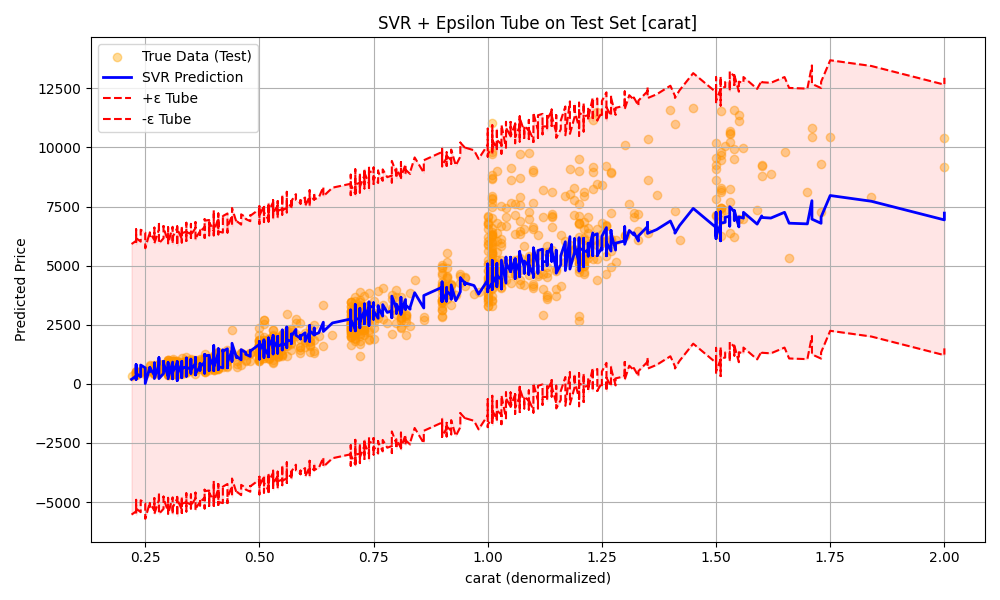 SVR + Epsilon Tube on Test Set [carat]
True Data (Test)
SVR Prediction
+ε Tube
-ε Tube
Predicted Price
12500
10000
7500
5000
2500
0
−2500
−5000
0.25 0.50 0.75 1.00 1.25 1.50 1.75 2.00
carat (denormalized)